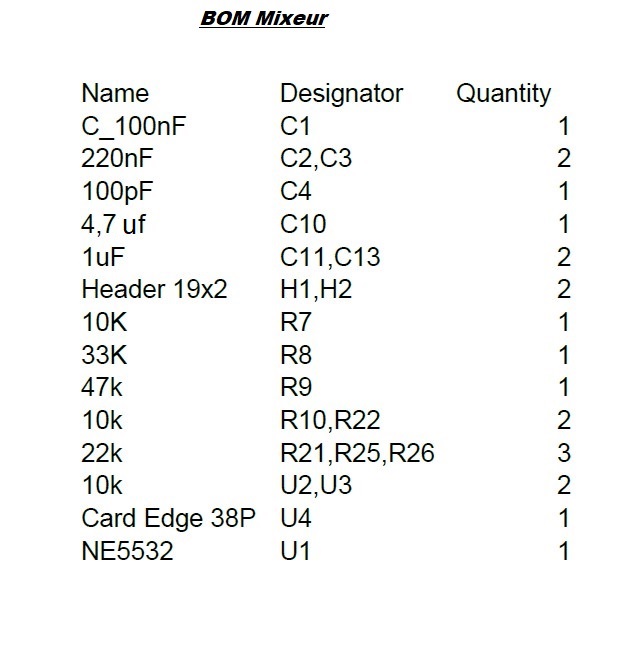 BOM Mixeur
Name Designator Quantity
C_100nF C1 1
220nF C2,C3 2
100pF C4 1
4,7 uf C10 1
1uF C11,C13 2
Header 19x2 H1,H2 2
10K R7 1
33K R8 1
47k R9 1
10k R10,R22 2
22k R21,R25,R26 3
10k U2,U3 2
Card Edge 38P U4 1
NE5532 U1 1